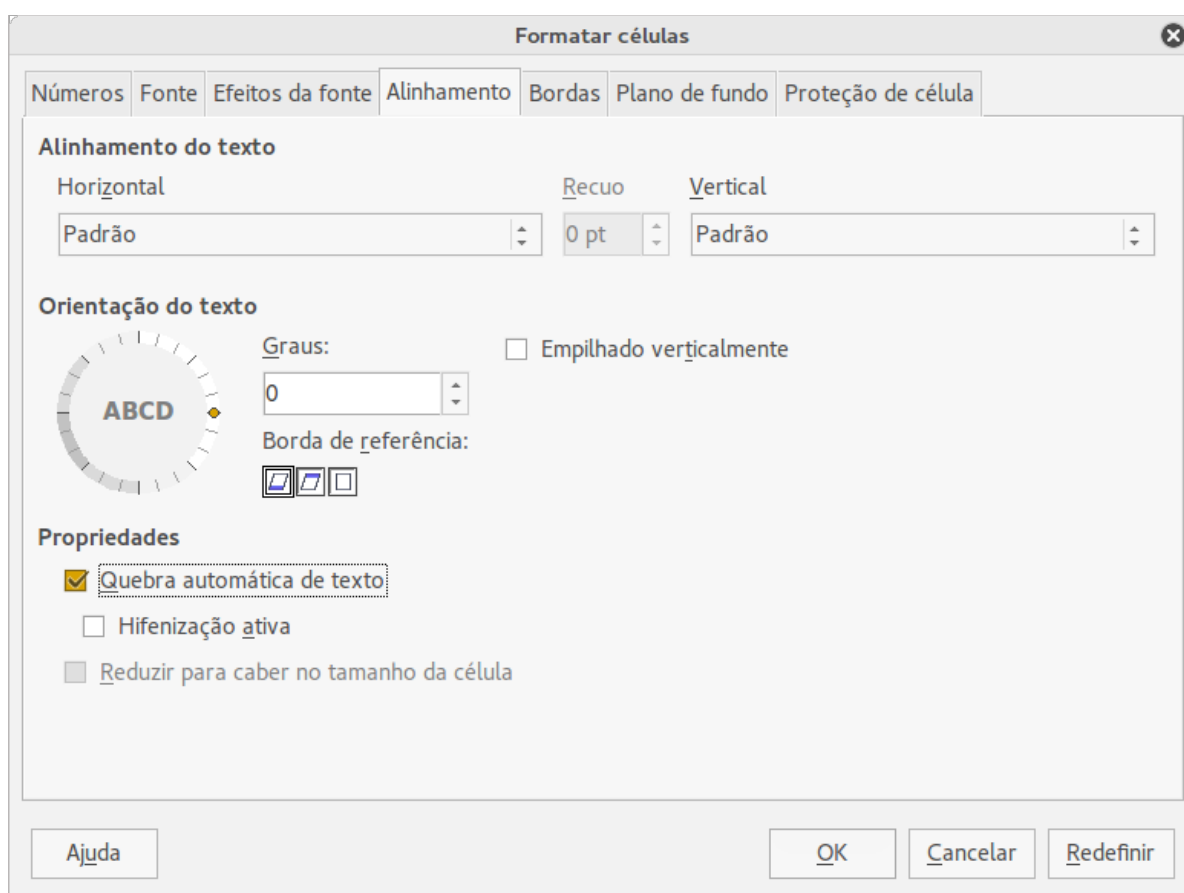 Formatar células
Números Fonte Efeitos da fonte Alinhamento Bordas Plano de fundo Proteção de célula
Alinhamento do texto
Horizontal Recuo Vertical
Padrão 0 pt Padrão
Orientação do texto
Graus: Empilhado verticalmente
ABCD 0
Borda de referência:
Propriedades
Quebra automática de texto
Hifenização ativa
Reduzir para caber no tamanho da célula
Ajuda OK Cancelar Redefinir